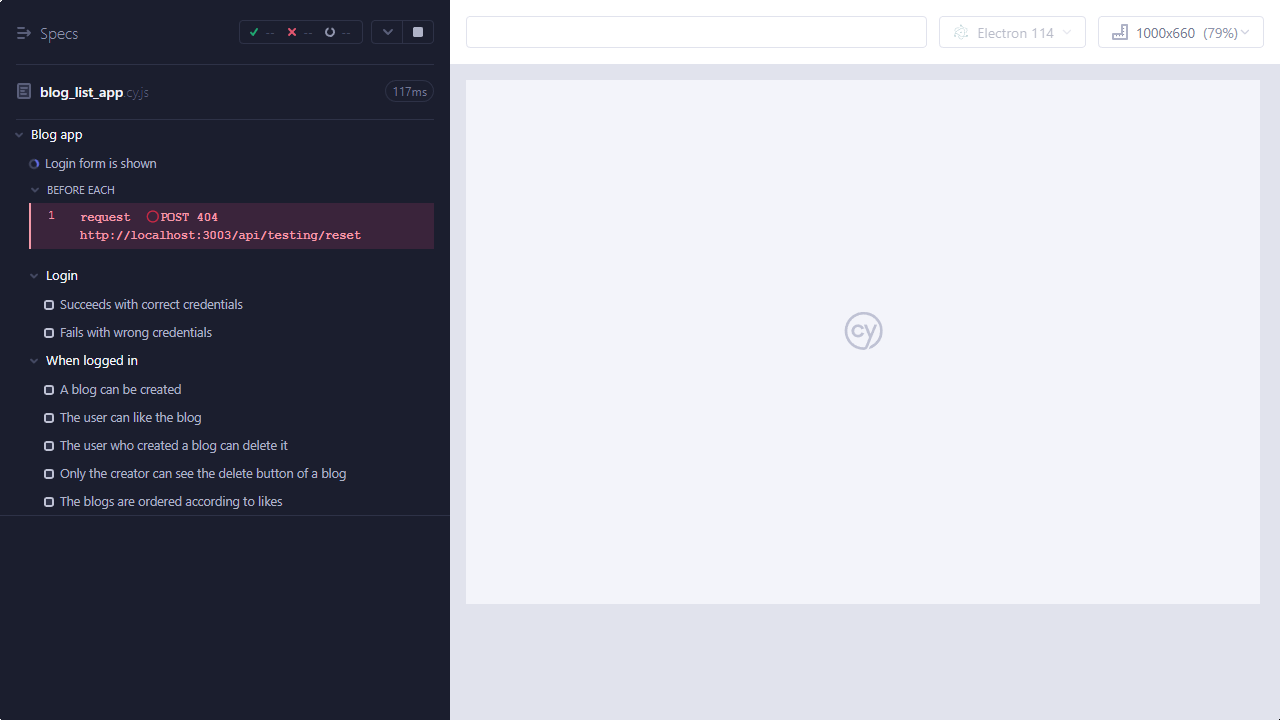 Specs
-- -- --
blog_list_app.cy.js
117ms
Blog app
Login form is shown
BEFORE EACH
1 request POST 404
http://localhost:3003/api/testing/reset
Login
Succeeds with correct credentials
Fails with wrong credentials
When logged in
A blog can be created
The user can like the blog
The user who created a blog can delete it
Only the creator can see the delete button of a blog
The blogs are ordered according to likes
Electron 114
1000x660 (79%)
cy